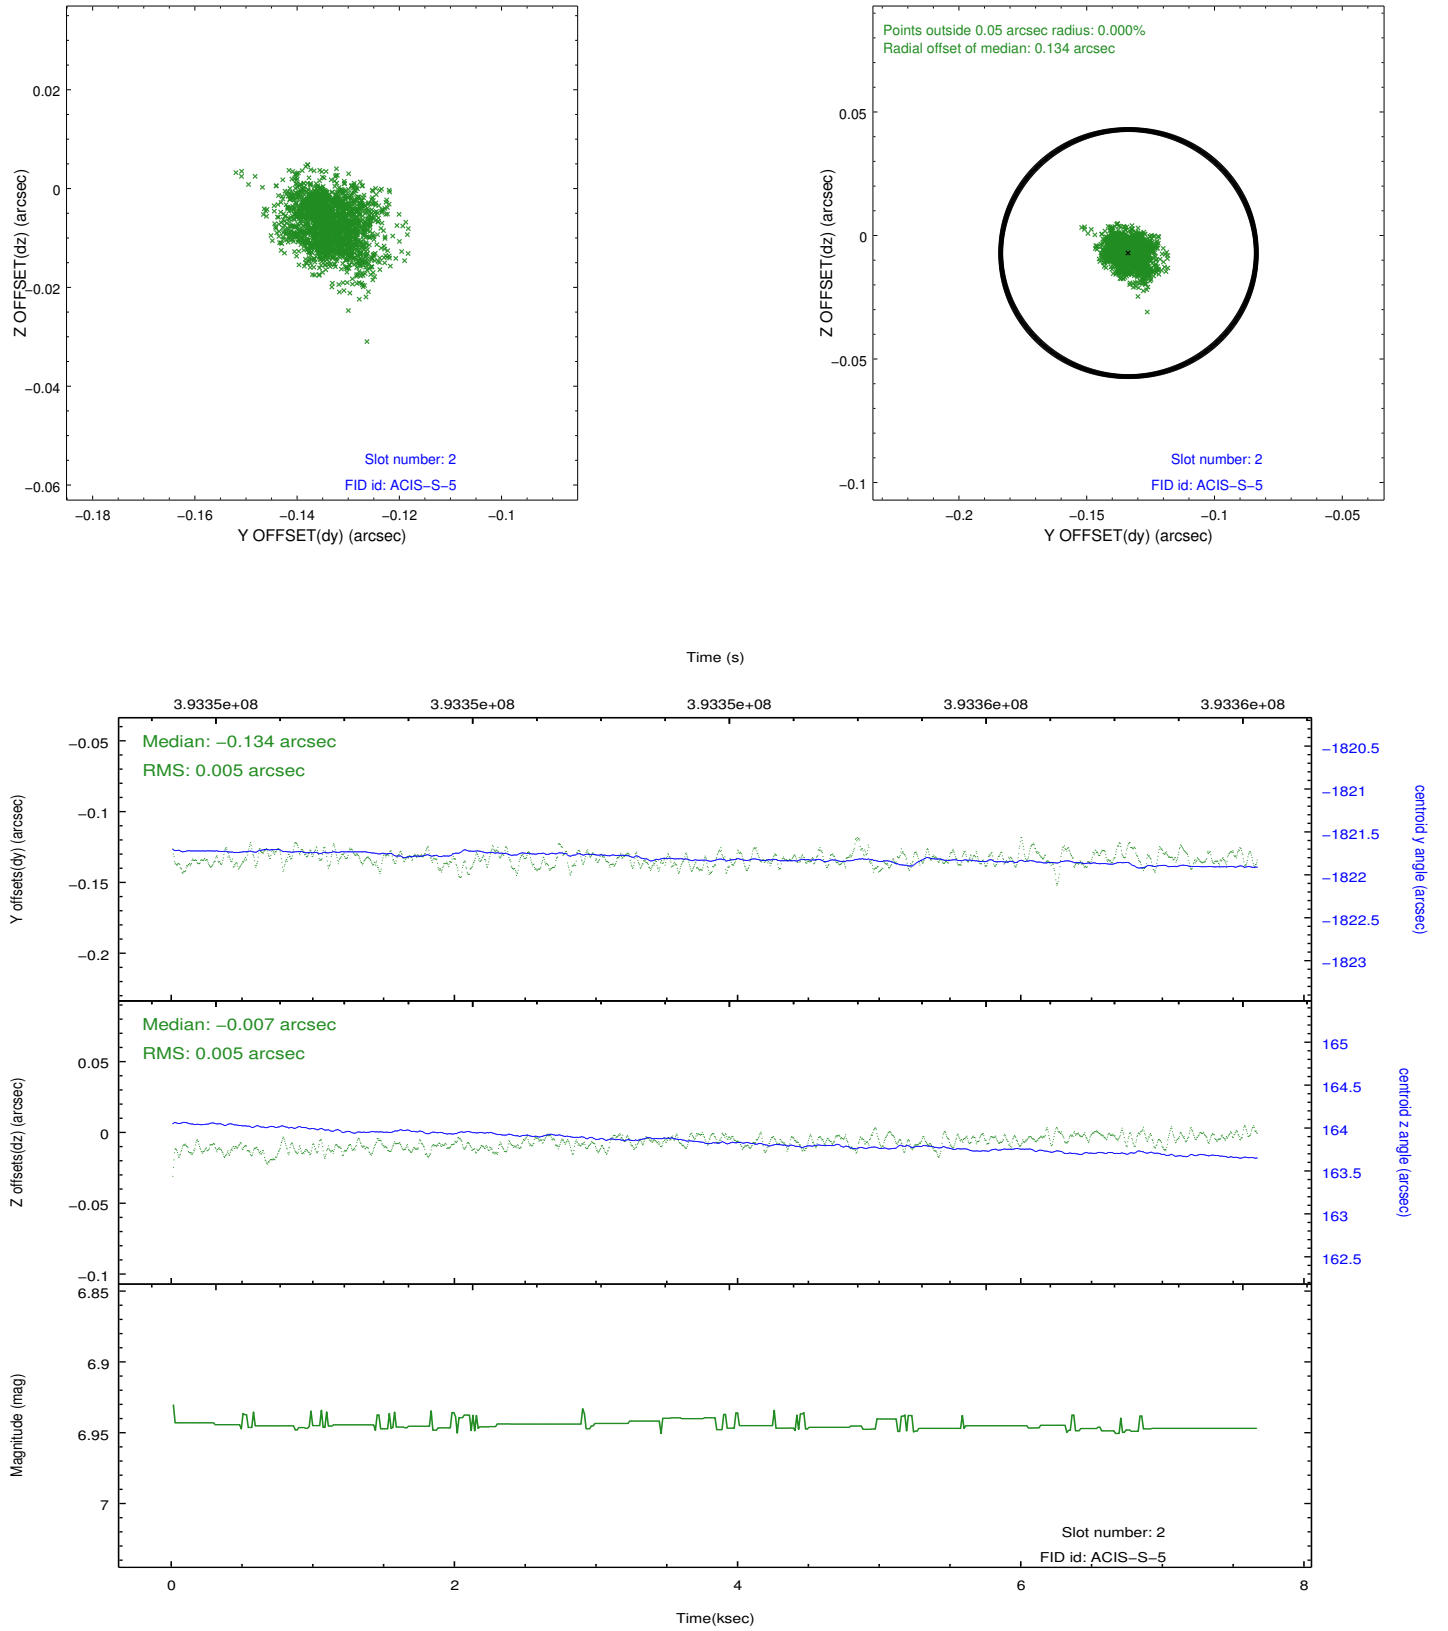 Points outside 0.05 arcsec radius: 0.000%
Radial offset of median: 0.134 arcsec
0.02
0
−0.02
−0.04
−0.06
Z OFFSET(dz) (arcsec)
Slot number: 2
FID id: ACIS−S−5
−0.18 −0.16 −0.14 −0.12 −0.1
Y OFFSET(dy) (arcsec)
0.05
0
−0.05
−0.1
Z OFFSET(dz) (arcsec)
Slot number: 2
FID id: ACIS−S−5
−0.2 −0.15 −0.1 −0.05
Y OFFSET(dy) (arcsec)
Time (s)
3.9335e+08 3.9335e+08 3.9335e+08 3.9336e+08 3.9336e+08
Median: −0.134 arcsec
RMS: 0.005 arcsec
−0.05
−0.1
−0.15
−0.2
Y offsets(dy) (arcsec)
−1820.5
−1821
−1821.5
−1822
−1822.5
−1823
centroid y angle (arcsec)
Median: −0.007 arcsec
RMS: 0.005 arcsec
0.05
0
−0.05
−0.1
Z offsets(dz) (arcsec)
165
164.5
164
163.5
163
162.5
centroid z angle (arcsec)
6.85
6.9
6.95
7
Magnitude (mag)
Slot number: 2
FID id: ACIS−S−5
0 2 4 6 8
Time(ksec)